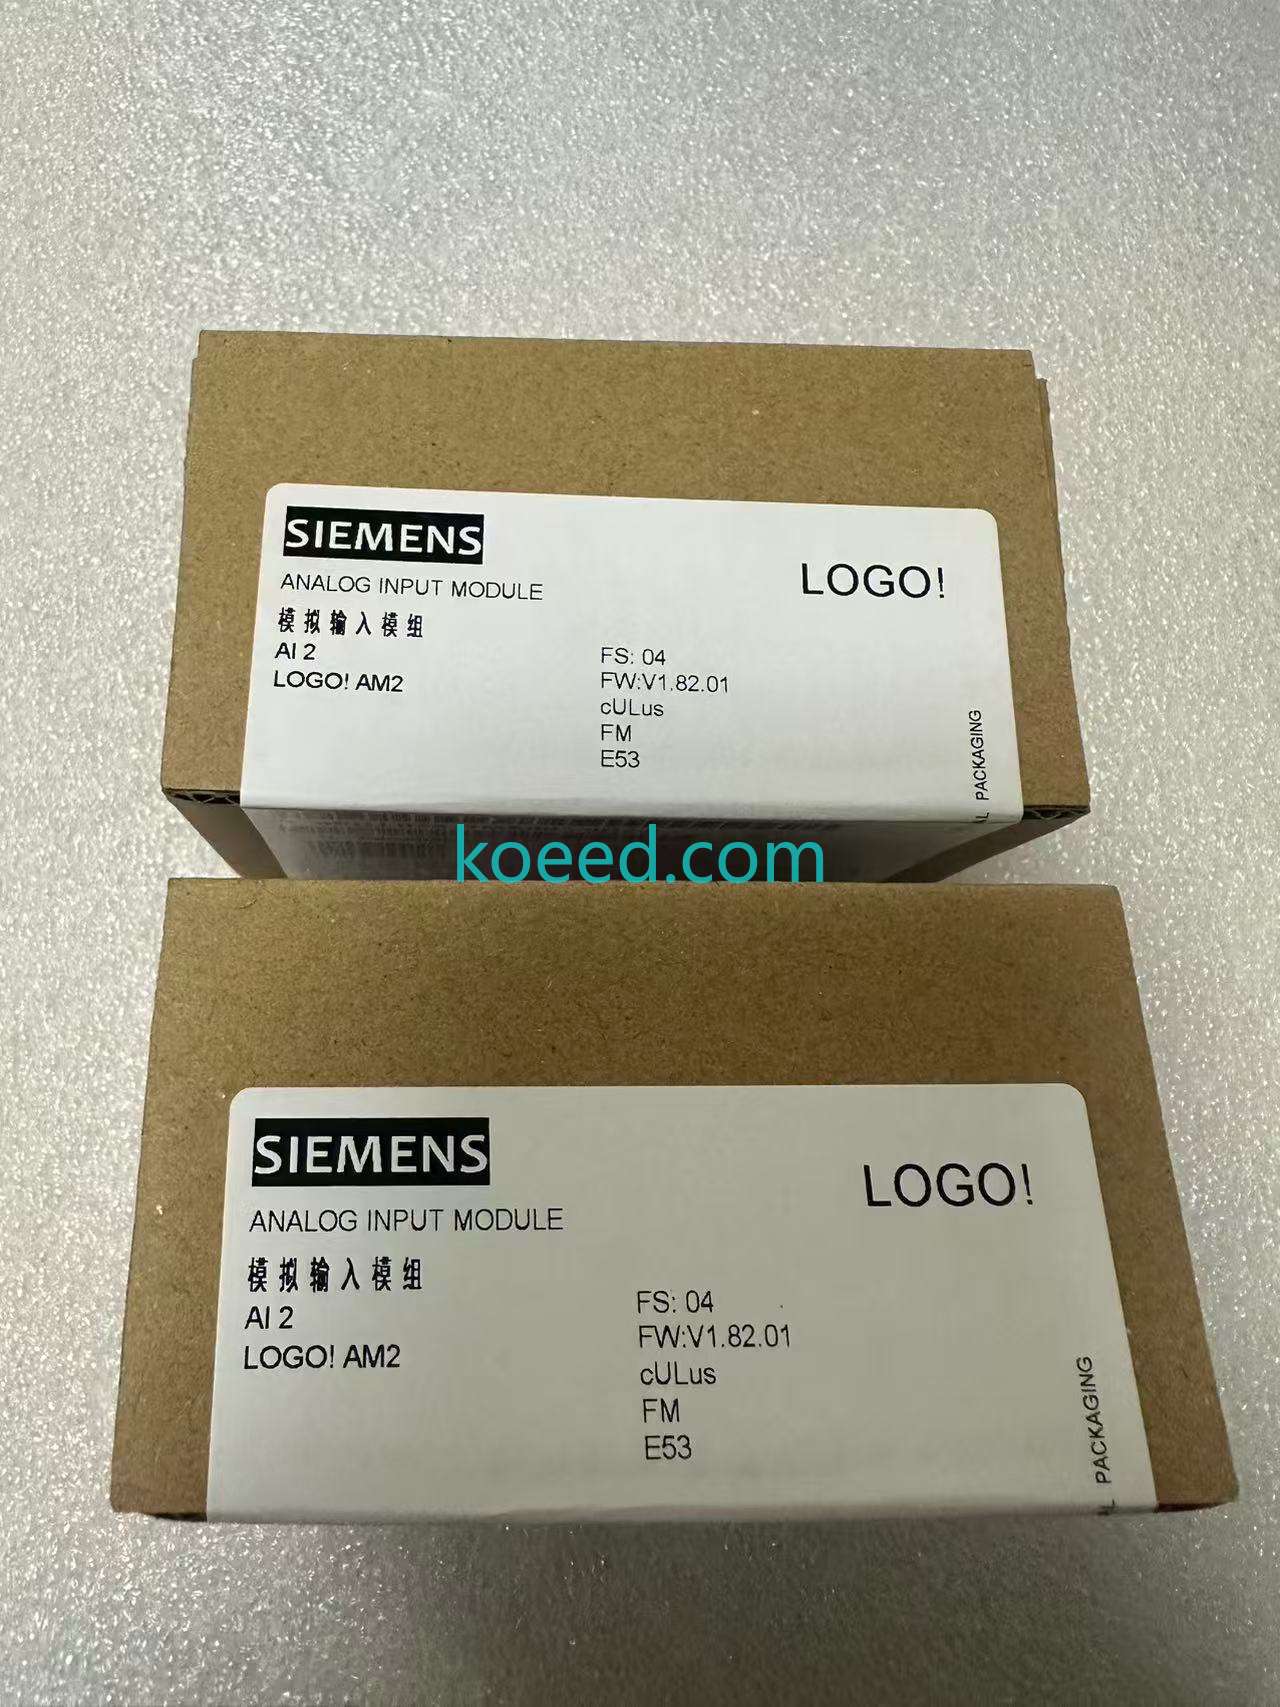 SIEMENS
LOGO!
ANALOG INPUT MODULE
模拟输入模组
AI 2
LOGO! AM2
FS: 04
FW:V1.82.01
cULus
FM
E53
PACKAGING
koeed.com
SIEMENS
LOGO!
ANALOG INPUT MODULE
模拟输入模组
AI 2
LOGO! AM2
FS: 04
FW:V1.82.01
cULus
FM
E53
PACKAGING